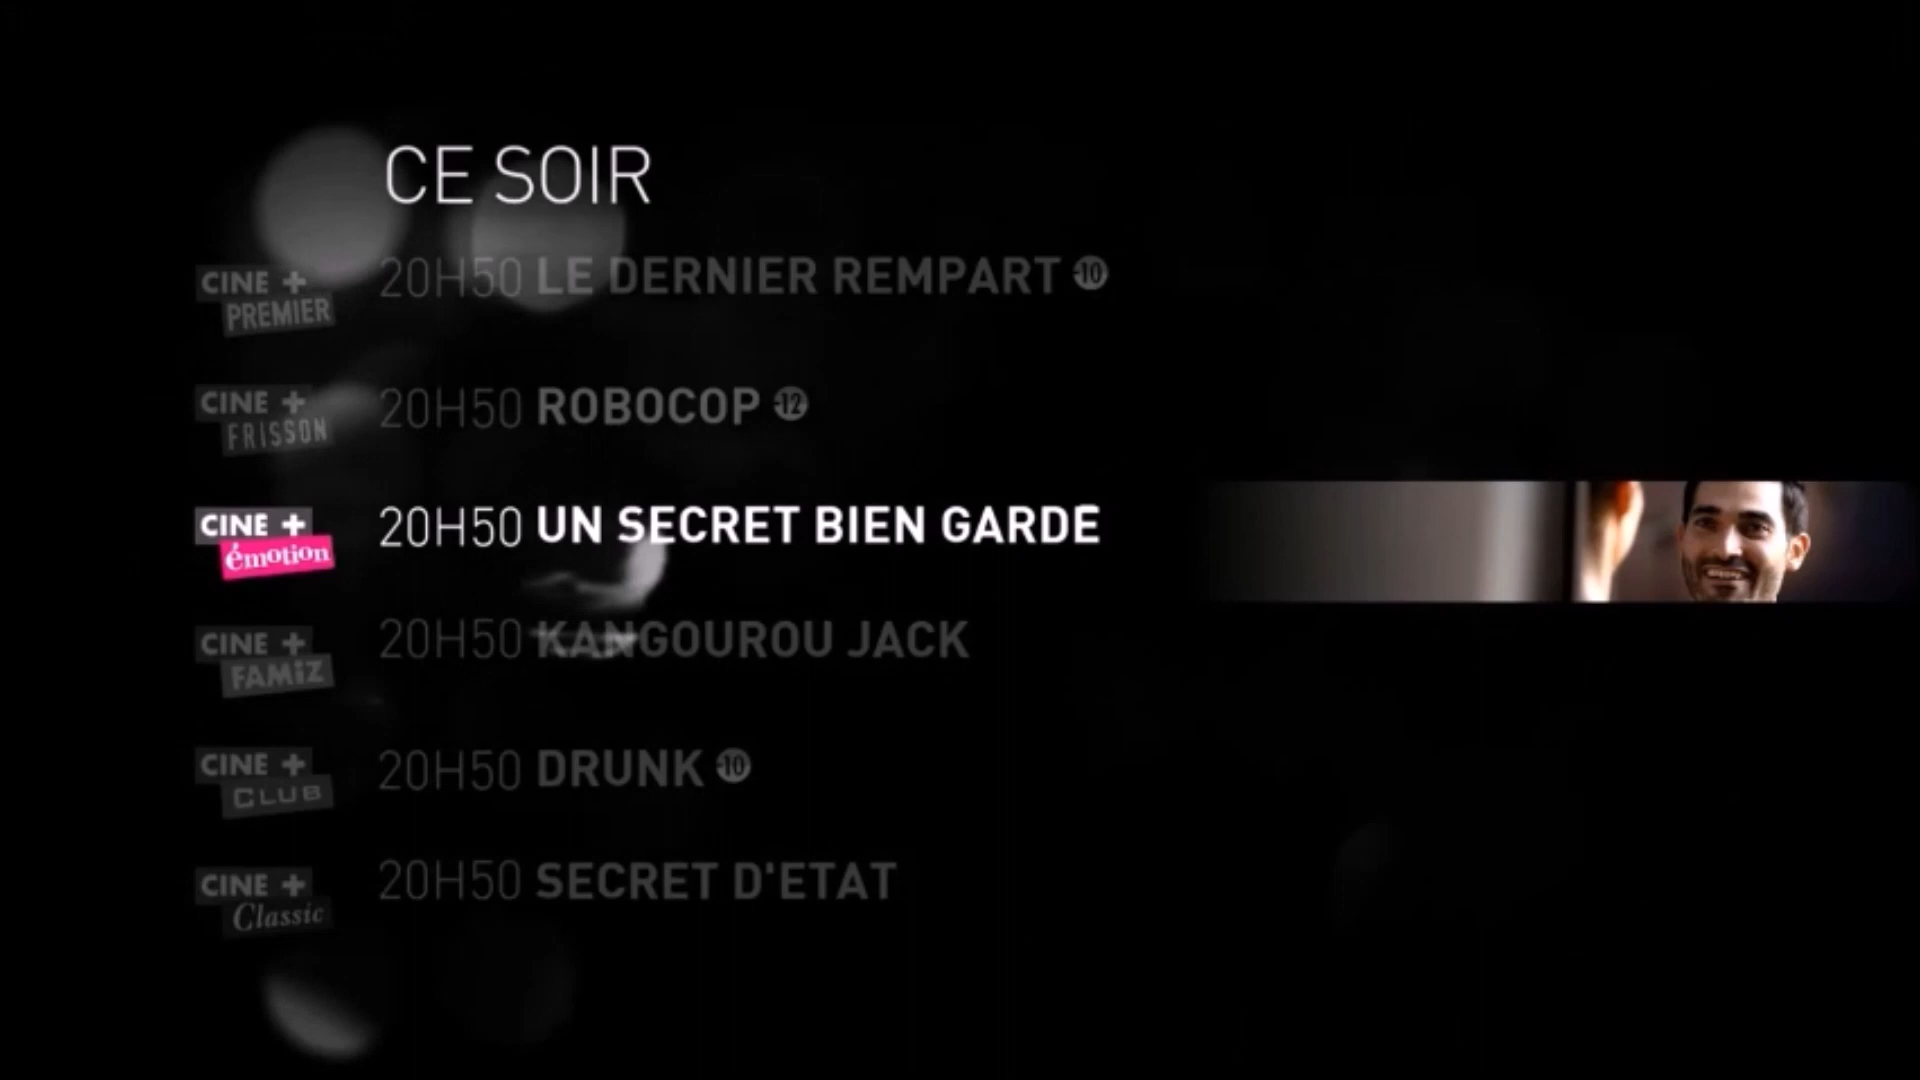 CE SOIR
CINE +
PREMIER
20H50 LE DERNIER REMPART -10
CINE +
FRISSON
20H50 ROBOCOP -12
CINE +
émotion
20H50 UN SECRET BIEN GARDE
CINE +
FAMiZ
20H50 KANGOUROU JACK
CINE +
CLUB
20H50 DRUNK -10
CINE +
Classic
20H50 SECRET D'ETAT